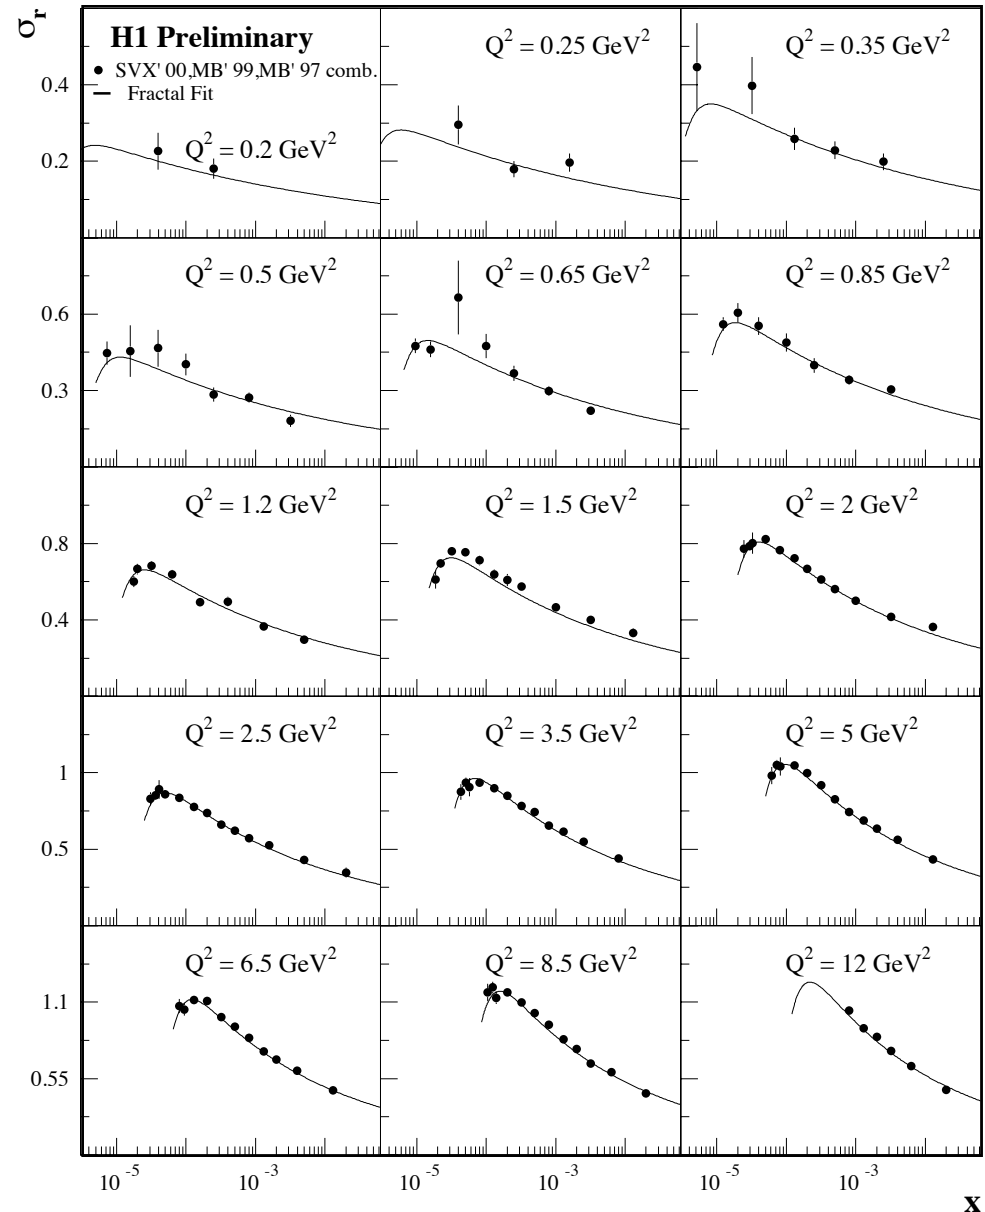 σr
H1 Preliminary
SVX' 00,MB' 99,MB' 97 comb.
Fractal Fit
Q² = 0.2 GeV²
Q² = 0.25 GeV²
Q² = 0.35 GeV²
0.4
0.2
Q² = 0.5 GeV²
Q² = 0.65 GeV²
Q² = 0.85 GeV²
0.6
0.3
Q² = 1.2 GeV²
Q² = 1.5 GeV²
Q² = 2 GeV²
0.8
0.4
Q² = 2.5 GeV²
Q² = 3.5 GeV²
Q² = 5 GeV²
1
0.5
Q² = 6.5 GeV²
Q² = 8.5 GeV²
Q² = 12 GeV²
1.1
0.55
10⁻⁵ 10⁻³ 10⁻⁵ 10⁻³ 10⁻⁵ 10⁻³
x